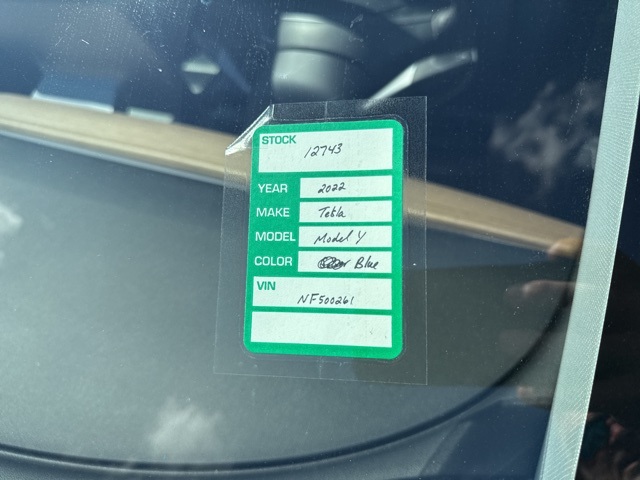 STOCK
12743
YEAR 2022
MAKE Tesla
MODEL Model Y
COLOR Blue
VIN
NF500261